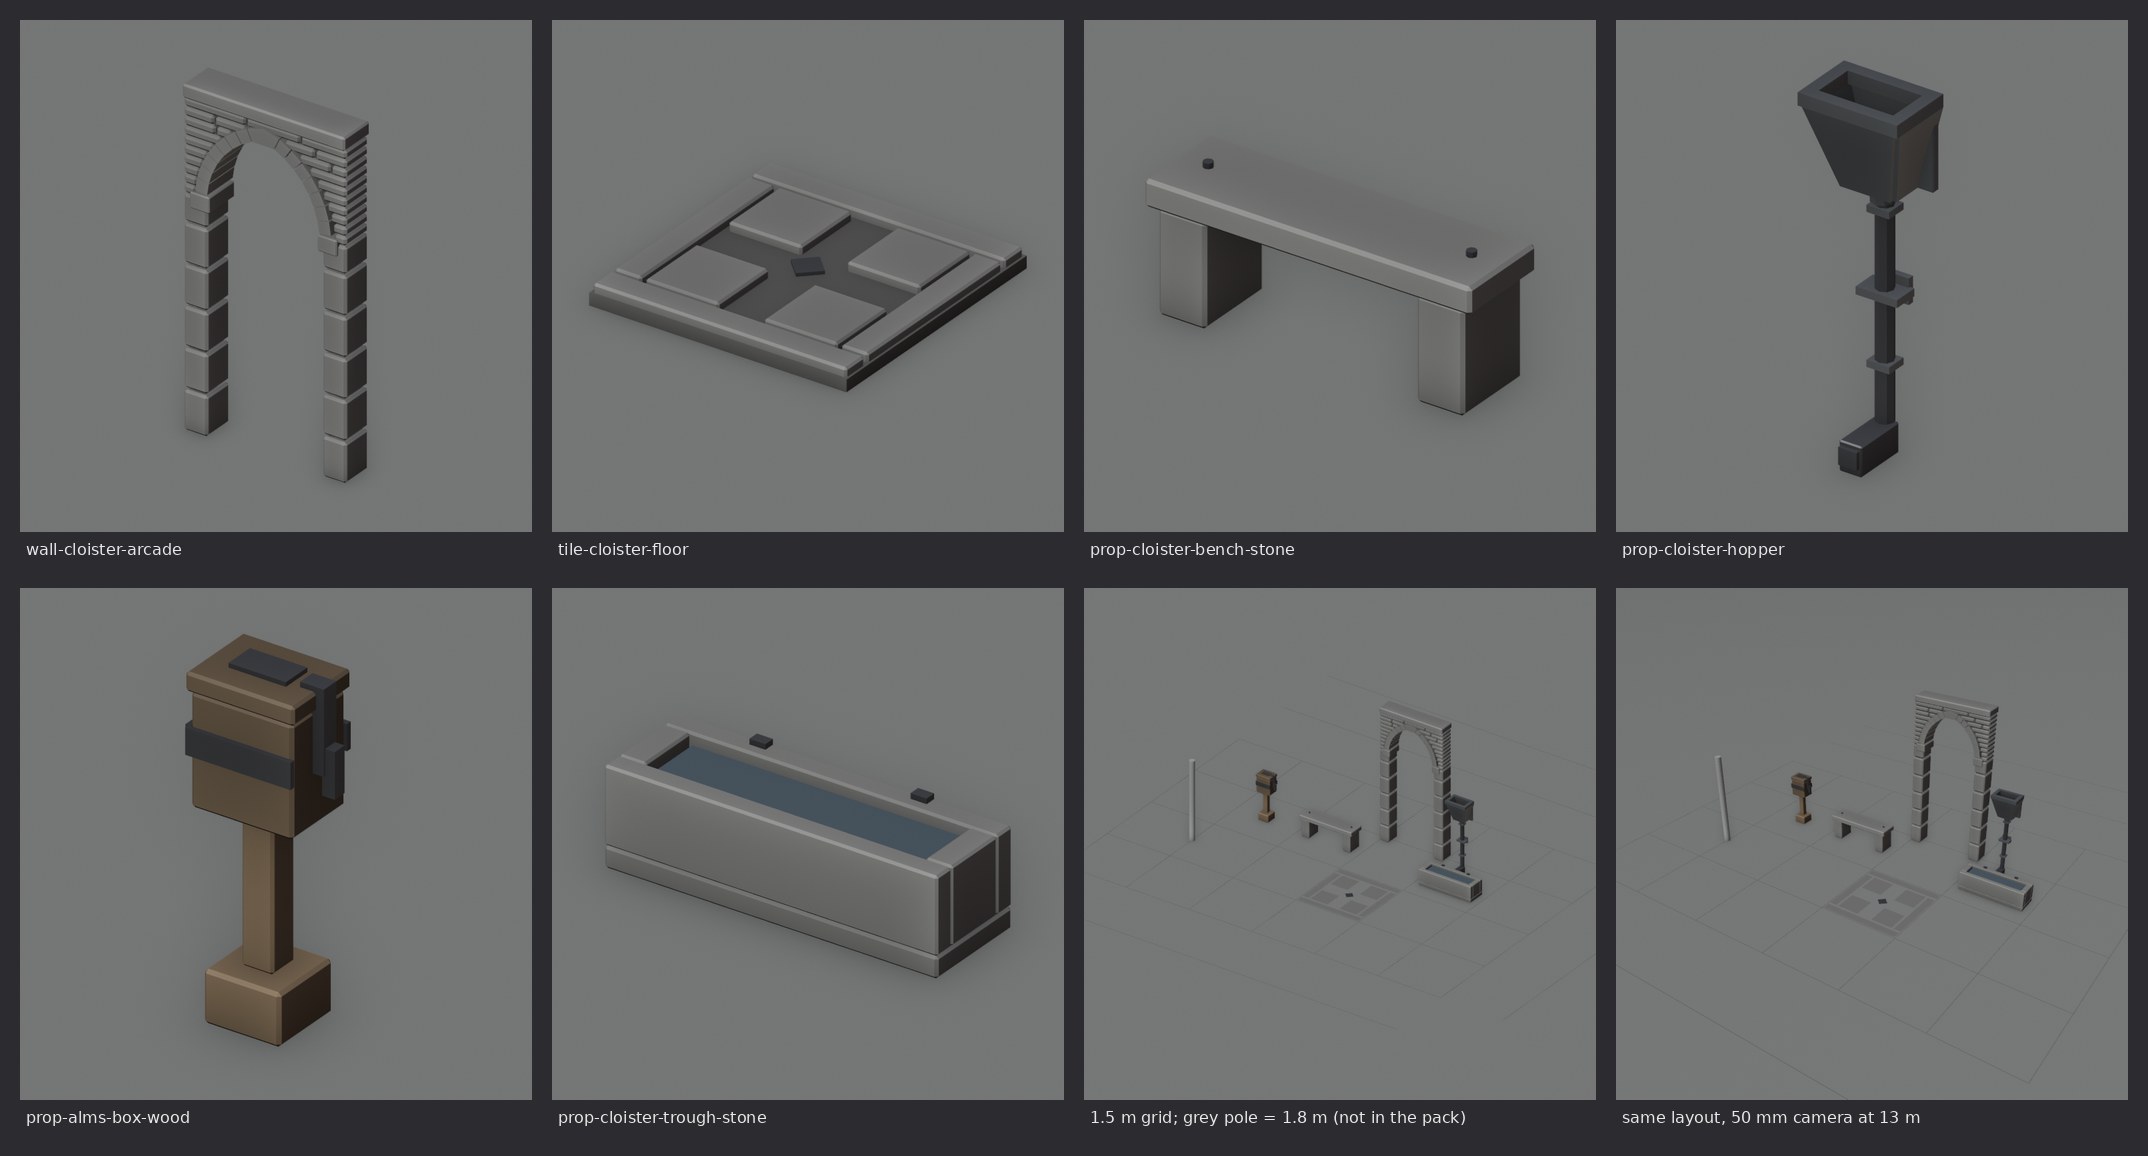 wall-cloister-arcade
tile-cloister-floor
prop-cloister-bench-stone
prop-cloister-hopper
prop-alms-box-wood
prop-cloister-trough-stone
1.5 m grid; grey pole = 1.8 m (not in the pack)
same layout, 50 mm camera at 13 m